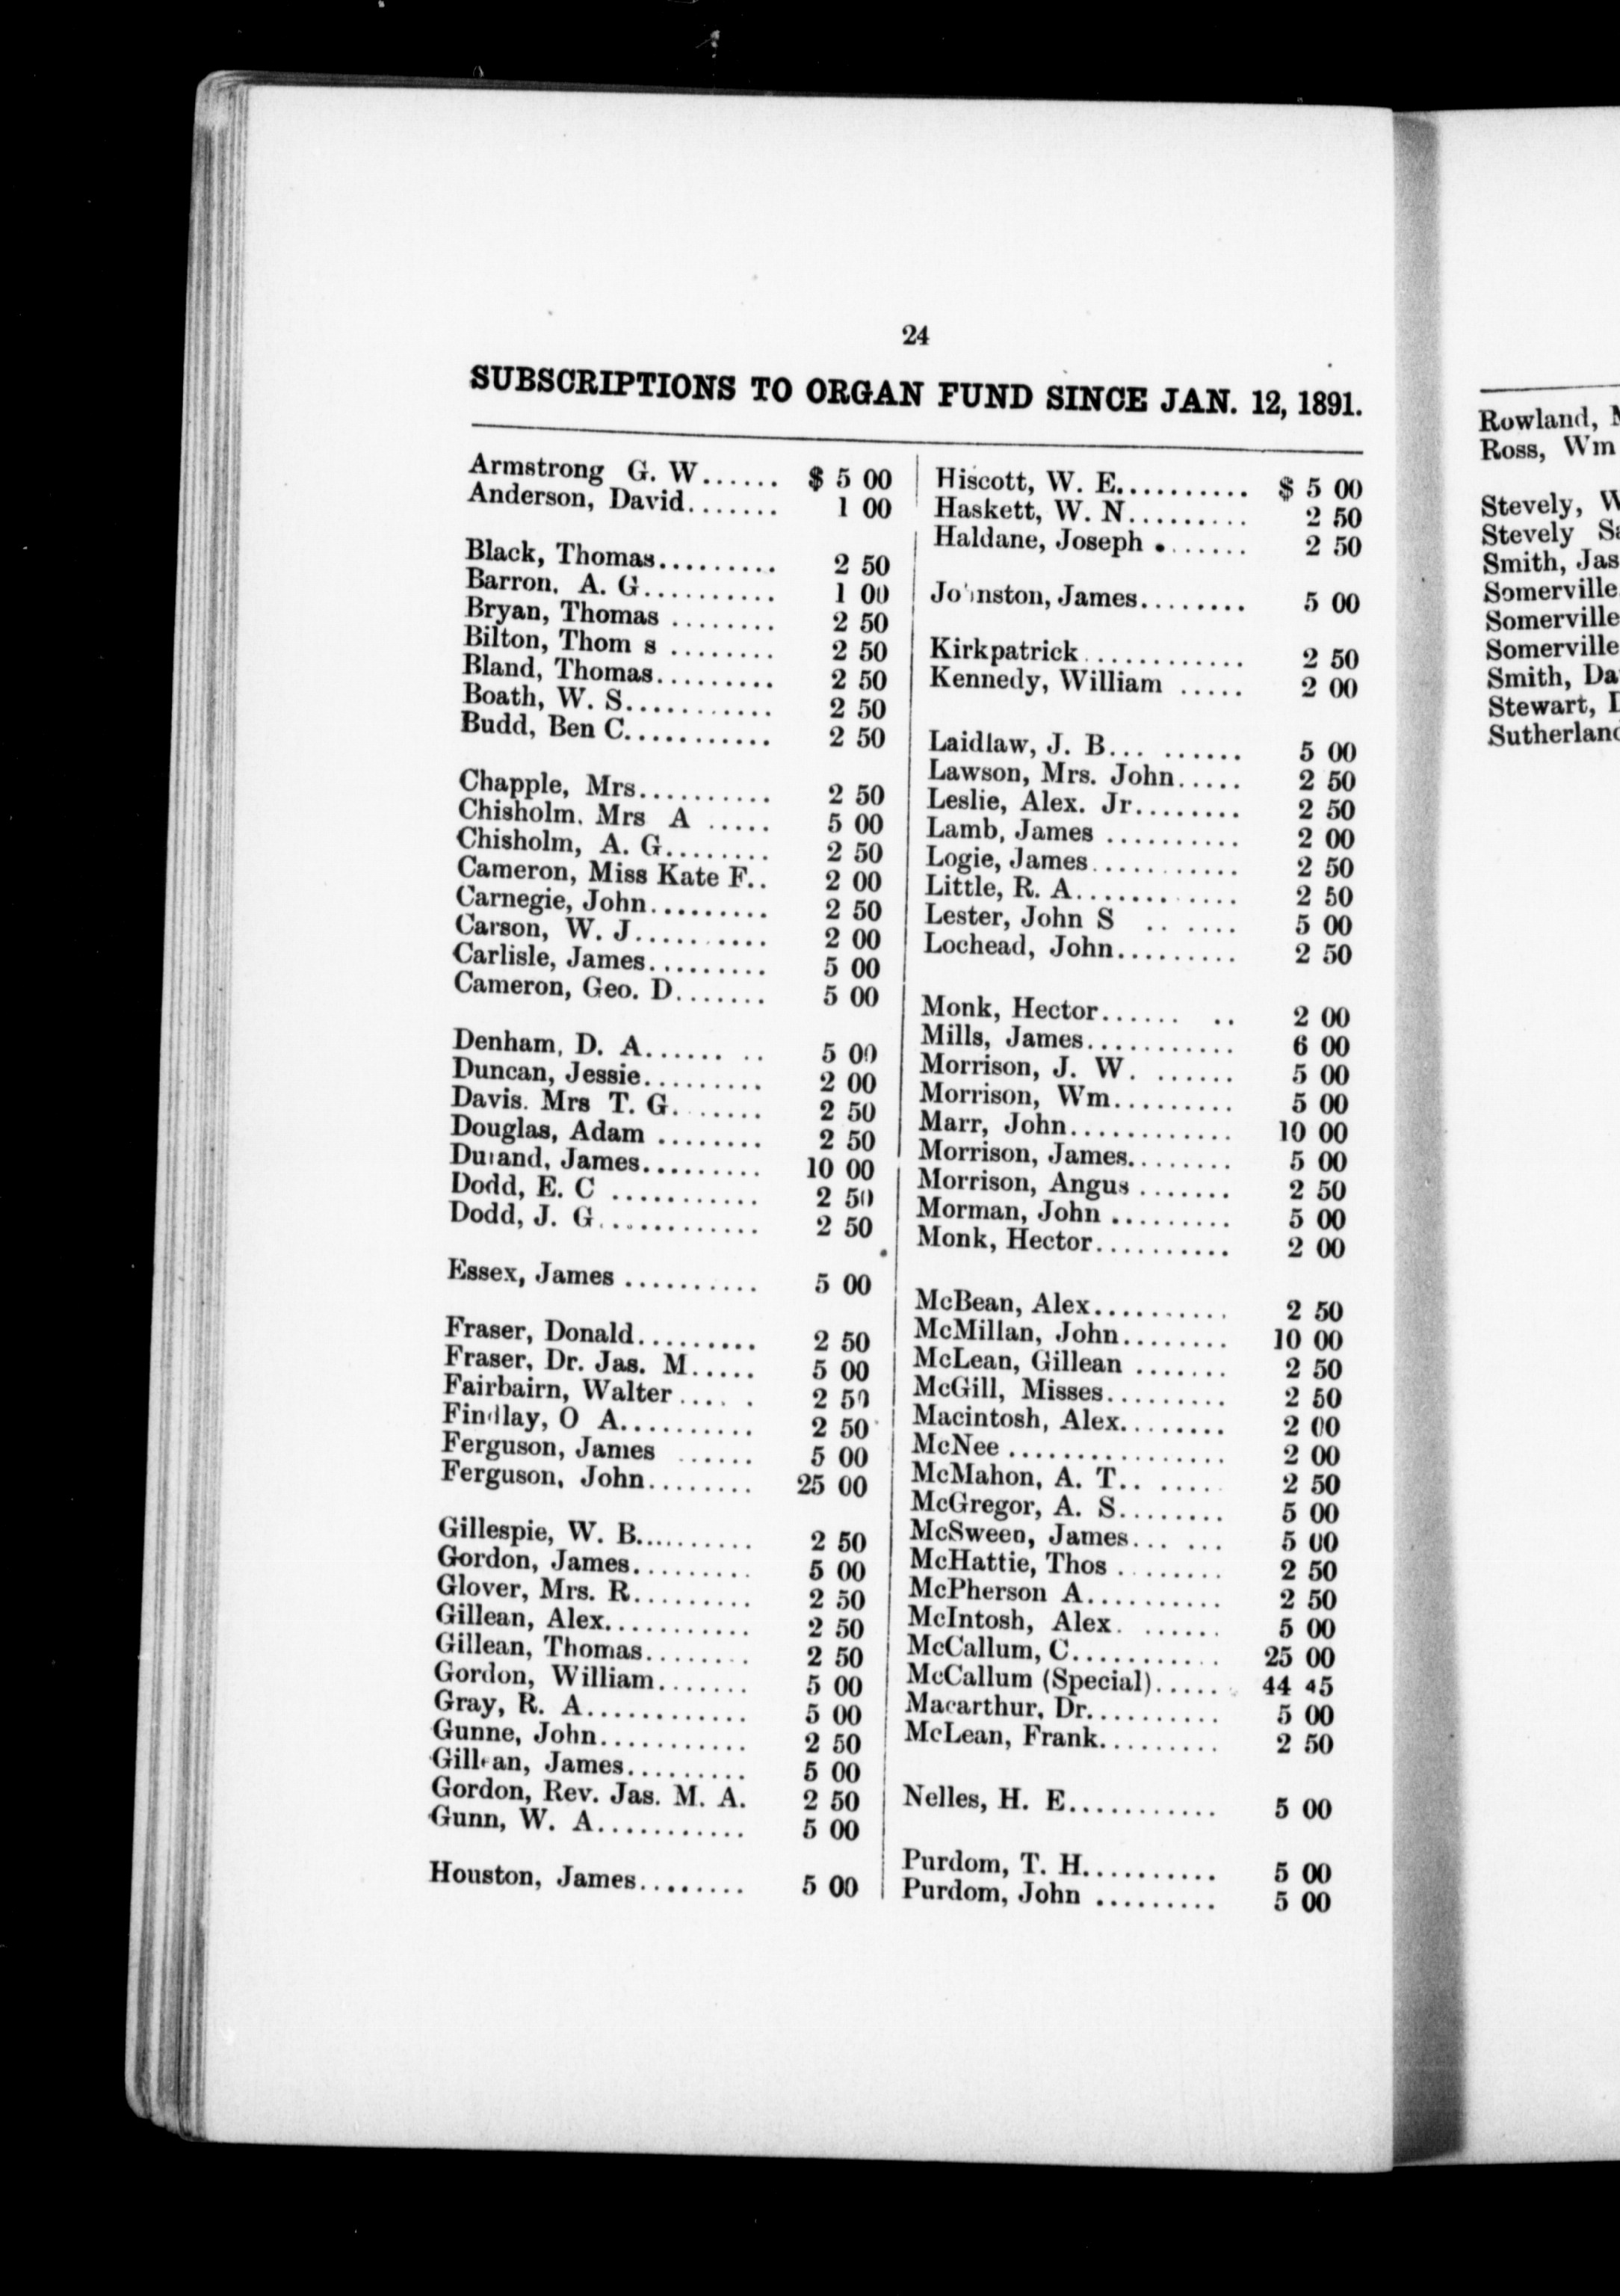 24
SUBSCRIPTIONS TO ORGAN FUND SINCE JAN. 12, 1891.
Armstrong G. W...... $ 5 00
Anderson, David....... 1 00
Black, Thomas......... 2 50
Barron, A. G.......... 1 00
Bryan, Thomas ........ 2 50
Bilton, Thom s ........ 2 50
Bland, Thomas......... 2 50
Boath, W. S........... 2 50
Budd, Ben C........... 2 50
Chapple, Mrs.......... 2 50
Chisholm, Mrs A ..... 5 00
Chisholm, A. G........ 2 50
Cameron, Miss Kate F.. 2 00
Carnegie, John......... 2 50
Carson, W. J.......... 2 00
Carlisle, James......... 5 00
Cameron, Geo. D....... 5 00
Denham, D. A...... .. 5 00
Duncan, Jessie......... 2 00
Davis. Mrs T. G....... 2 50
Douglas, Adam ........ 2 50
Durand, James......... 10 00
Dodd, E. C ........... 2 50
Dodd, J. G............ 2 50
Essex, James .......... 5 00
Fraser, Donald......... 2 50
Fraser, Dr. Jas. M..... 5 00
Fairbairn, Walter .... . 2 50
Findlay, O A.......... 2 50
Ferguson, James ...... 5 00
Ferguson, John........ 25 00
Gillespie, W. B.......... 2 50
Gordon, James......... 5 00
Glover, Mrs. R......... 2 50
Gillean, Alex........... 2 50
Gillean, Thomas........ 2 50
Gordon, William....... 5 00
Gray, R. A............ 5 00
Gunne, John........... 2 50
Gillean, James......... 5 00
Gordon, Rev. Jas. M. A. 2 50
Gunn, W. A........... 5 00
Houston, James........ 5 00
Hiscott, W. E.......... $ 5 00
Haskett, W. N......... 2 50
Haldane, Joseph ....... 2 50
Johnston, James........ 5 00
Kirkpatrick............ 2 50
Kennedy, William ..... 2 00
Laidlaw, J. B... ...... 5 00
Lawson, Mrs. John..... 2 50
Leslie, Alex. Jr........ 2 50
Lamb, James .......... 2 00
Logie, James........... 2 50
Little, R. A............ 2 50
Lester, John S .. .... 5 00
Lochead, John......... 2 50
Monk, Hector...... .. 2 00
Mills, James........... 6 00
Morrison, J. W. ...... 5 00
Morrison, Wm......... 5 00
Marr, John............ 10 00
Morrison, James........ 5 00
Morrison, Angus ....... 2 50
Morman, John ......... 5 00
Monk, Hector.......... 2 00
McBean, Alex.......... 2 50
McMillan, John........ 10 00
McLean, Gillean ....... 2 50
McGill, Misses......... 2 50
Macintosh, Alex........ 2 00
McNee ................ 2 00
McMahon, A. T.. ..... 2 50
McGregor, A. S........ 5 00
McSween, James... ... 5 00
McHattie, Thos ........ 2 50
McPherson A.......... 2 50
McIntosh, Alex. ...... 5 00
McCallum, C........... 25 00
McCallum (Special)..... 44 45
Macarthur, Dr.......... 5 00
McLean, Frank......... 2 50
Nelles, H. E........... 5 00
Purdom, T. H.......... 5 00
Purdom, John ......... 5 00
Rowland,
Ross, Wm
Stevely,
Stevely
Smith, Jas
Somerville
Somerville
Somerville
Smith,
Stewart,